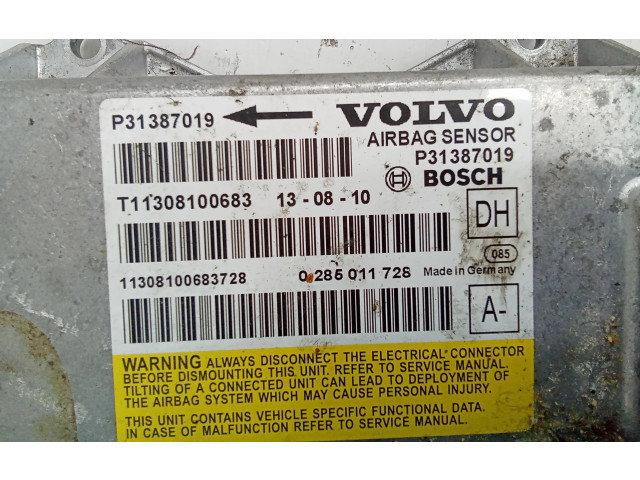 P31387019 VOLVO
AIRBAG SENSOR
P31387019
BOSCH
T11308100683 13-08-10
DH
085
11308100683728 0 285 011 728 Made in Germany
A-
WARNING ALWAYS DISCONNECT THE ELECTRICAL CONNECTOR
BEFORE DISMOUNTING THIS UNIT. REFER TO SERVICE MANUAL.
TILTING OF A CONNECTED UNIT CAN LEAD TO DEPLOYMENT OF
THE AIRBAG SYSTEM WHICH MAY CAUSE PERSONAL INJURY.
THIS UNIT CONTAINS VEHICLE SPECIFIC FUNCTIONAL DATA.
IN CASE OF MALFUNCTION REFER TO SERVICE MANUAL.